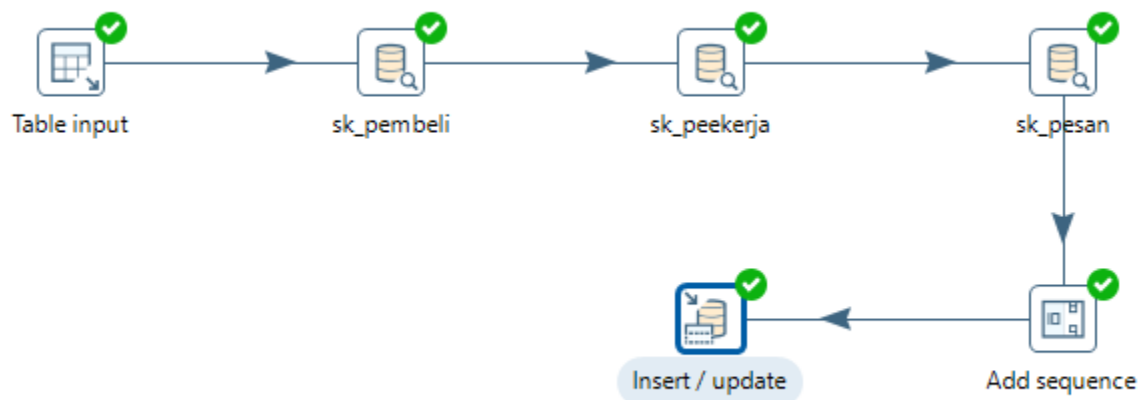 Table input
sk_pembeli
sk_peekerja
sk_pesan
Insert / update
Add sequence